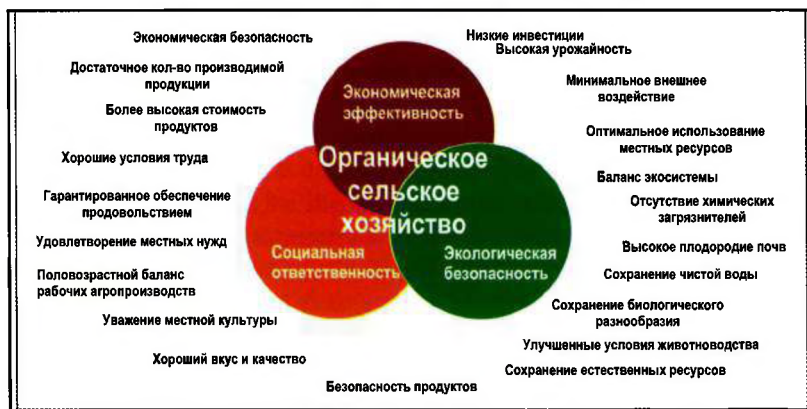 Экономическая безопасность
Достаточное кол-во производимой
продукции
Более высокая стоимость
продуктов
Хорошие условия труда
Гарантированное обеспечение
продовольствием
Удовлетворение местных нужд
Половозрастной баланс
рабочих агропроизводств
Уважение местной культуры
Хороший вкус и качество
Безопасность продуктов
Экономическая
эффективность
Органическое
сельское
хозяйство
Социальная
ответственность
Экологическая
безопасность
Низкие инвестиции
Высокая урожайность
Минимальное внешнее
воздействие
Оптимальное использование
местных ресурсов
Баланс экосистемы
Отсутствие химических
загрязнителей
Высокое плодородие почв
Сохранение чистой воды
Сохранение биологического
разнообразия
Улучшенные условия животноводства
Сохранение естественных ресурсов